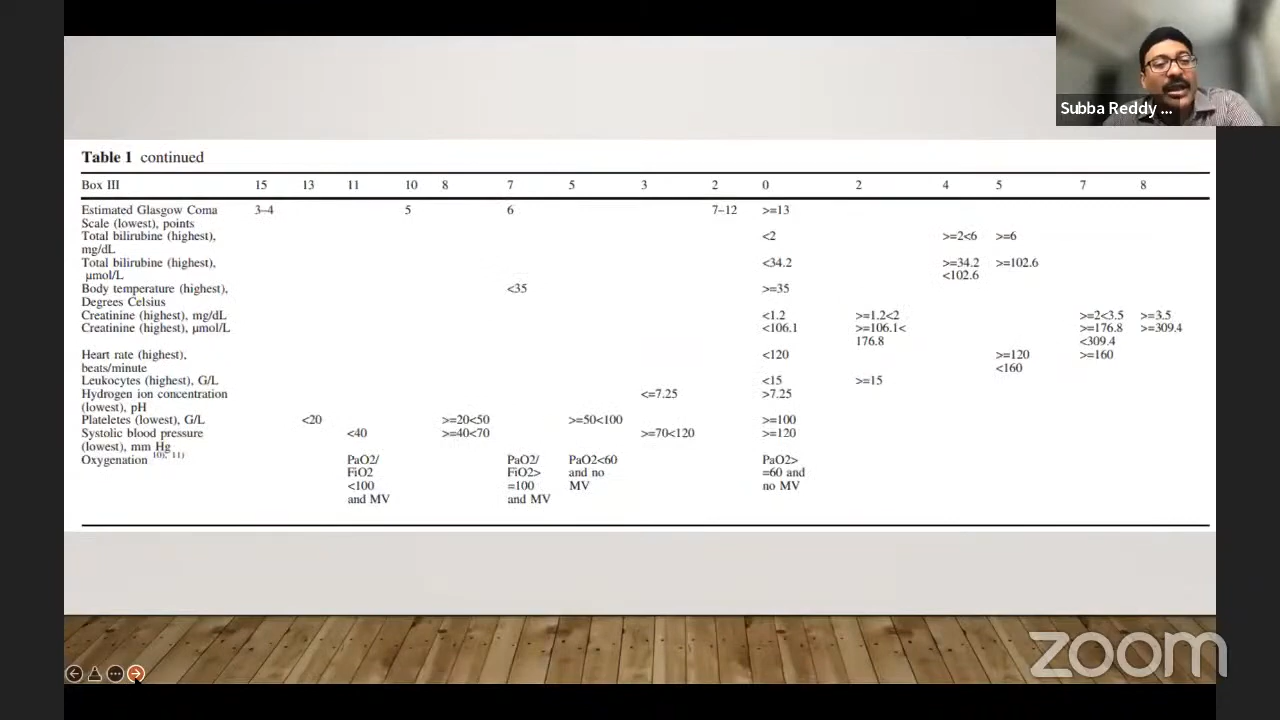 Subba Reddy ...
Table 1 continued
Box III 15 13 11 10 8 7 5 3 2 0 2 4 5 7 8
Estimated Glasgow Coma 3–4 5 6 7–12 >=13
Scale (lowest), points
Total bilirubine (highest), <2 >=2<6 >=6
mg/dL
Total bilirubine (highest), <34.2 >=34.2 >=102.6
µmol/L <102.6
Body temperature (highest), <35 >=35
Degrees Celsius
Creatinine (highest), mg/dL <1.2 >=1.2<2 >=2<3.5 >=3.5
Creatinine (highest), µmol/L <106.1 >=106.1< >=176.8 >=309.4
176.8 <309.4
Heart rate (highest), <120 >=120 >=160
beats/minute <160
Leukocytes (highest), G/L <15 >=15
Hydrogen ion concentration <=7.25 >7.25
(lowest), pH
Plateletes (lowest), G/L <20 >=20<50 >=50<100 >=100
Systolic blood pressure <40 >=40<70 >=70<120 >=120
(lowest), mm Hg
Oxygenation 10), 11) PaO2/ PaO2/ PaO2<60 PaO2>
FiO2 FiO2> and no =60 and
<100 =100 MV no MV
and MV and MV
zoom